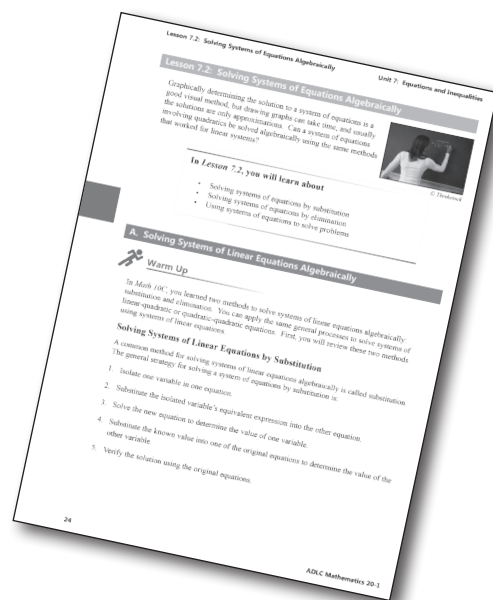 Lesson 7.2: Solving Systems of Equations Algebraically
Unit 7: Equations and Inequalities
Lesson 7.2: Solving Systems of Equations Algebraically
Graphically determining the solution to a system of equations is a
good visual method, but drawing graphs can take time, and usually
the solutions are only approximations. Can a system of equations
involving quadratics be solved algebraically using the same methods
that worked for linear systems?
© Thinkstock
In Lesson 7.2, you will learn about
• Solving systems of equations by substitution
• Solving systems of equations by elimination
• Using systems of equations to solve problems
A. Solving Systems of Linear Equations Algebraically
Warm Up
In Math 10C, you learned two methods to solve systems of linear equations algebraically:
substitution and elimination. You can apply the same general processes to solve systems of
linear-quadratic or quadratic-quadratic equations. First, you will review these two methods
using systems of linear equations.
Solving Systems of Linear Equations by Substitution
A common method for solving systems of linear equations algebraically is called substitution.
The general strategy for solving a system of equations by substitution is:
1. Isolate one variable in one equation.
2. Substitute the isolated variable's equivalent expression into the other equation.
3. Solve the new equation to determine the value of one variable.
4. Substitute the known value into one of the original equations to determine the value of the
other variable.
5. Verify the solution using the original equations.
24
ADLC Mathematics 20-1